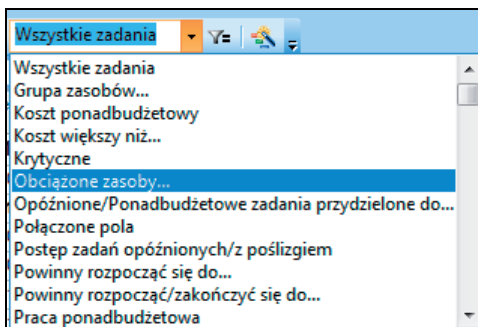 Wszystkie zadania
Wszystkie zadania
Grupa zasobów...
Koszt ponadbudżetowy
Koszt większy niż...
Krytyczne
Obciążone zasoby...
Opóźnione/Ponadbudżetowe zadania przydzielone do...
Połączone pola
Postęp zadań opóźnionych/z poślizgiem
Powinny rozpocząć się do...
Powinny rozpocząć/zakończyć się do...
Praca ponadbudżetowa